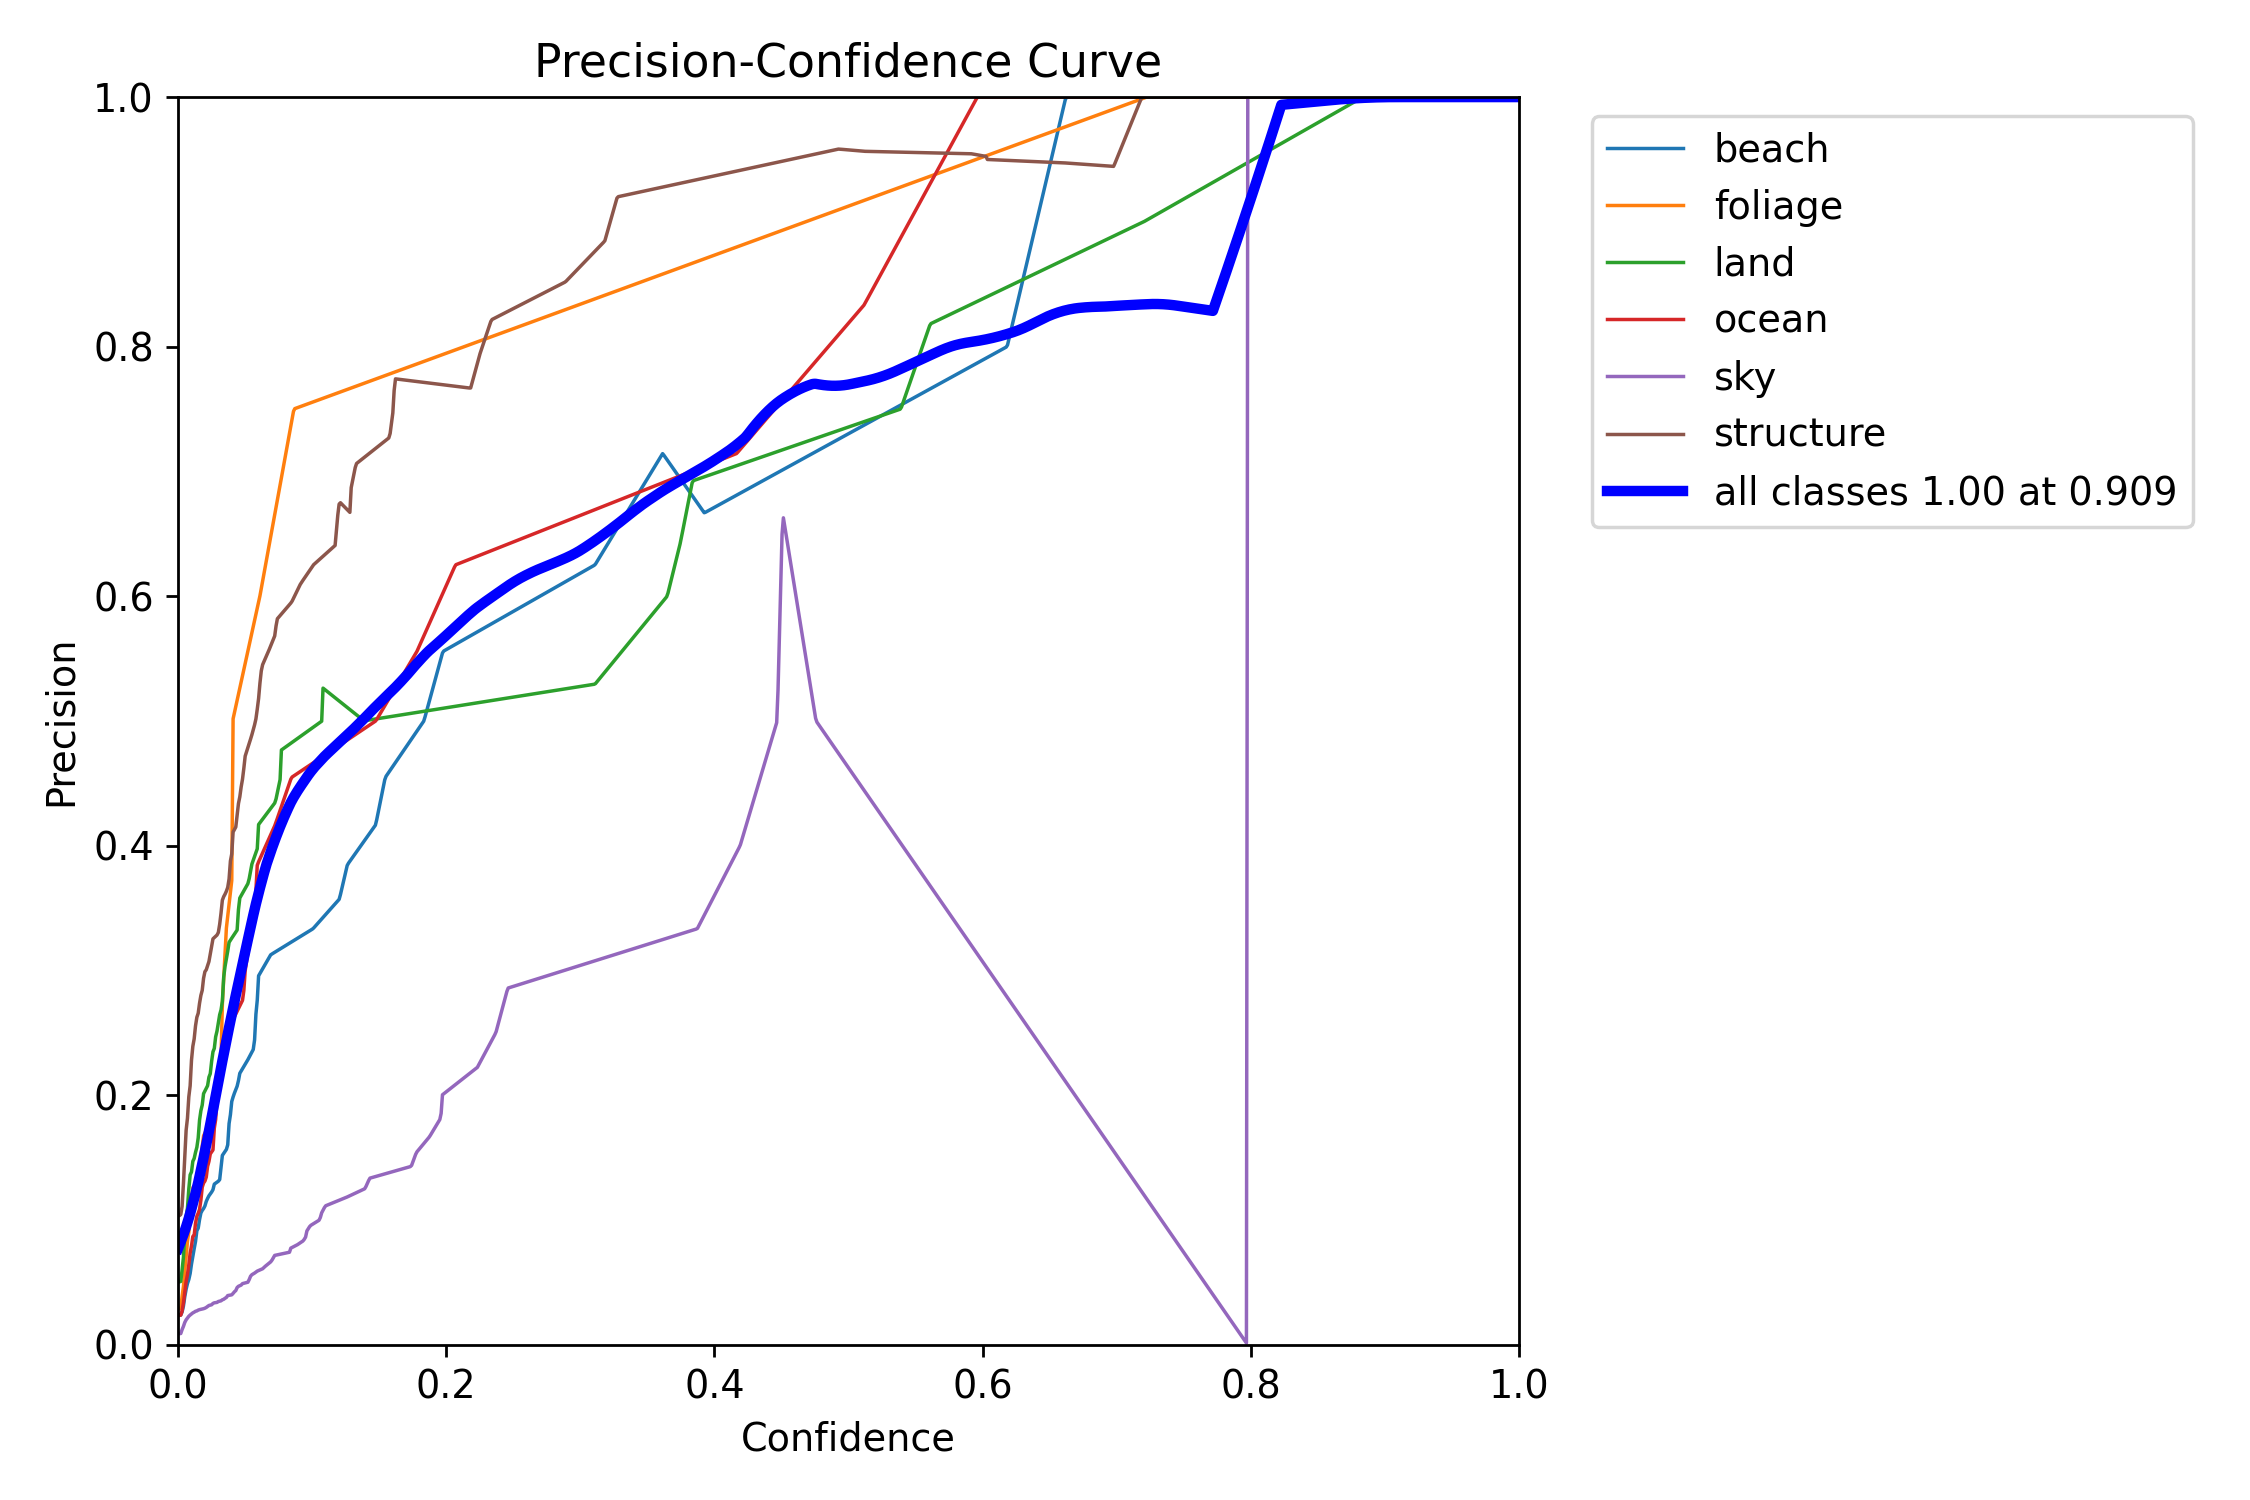 Precision-Confidence Curve
1.0
0.8
0.6
0.4
0.2
0.0
Precision
0.0 0.2 0.4 0.6 0.8 1.0
Confidence
beach
foliage
land
ocean
sky
structure
all classes 1.00 at 0.909